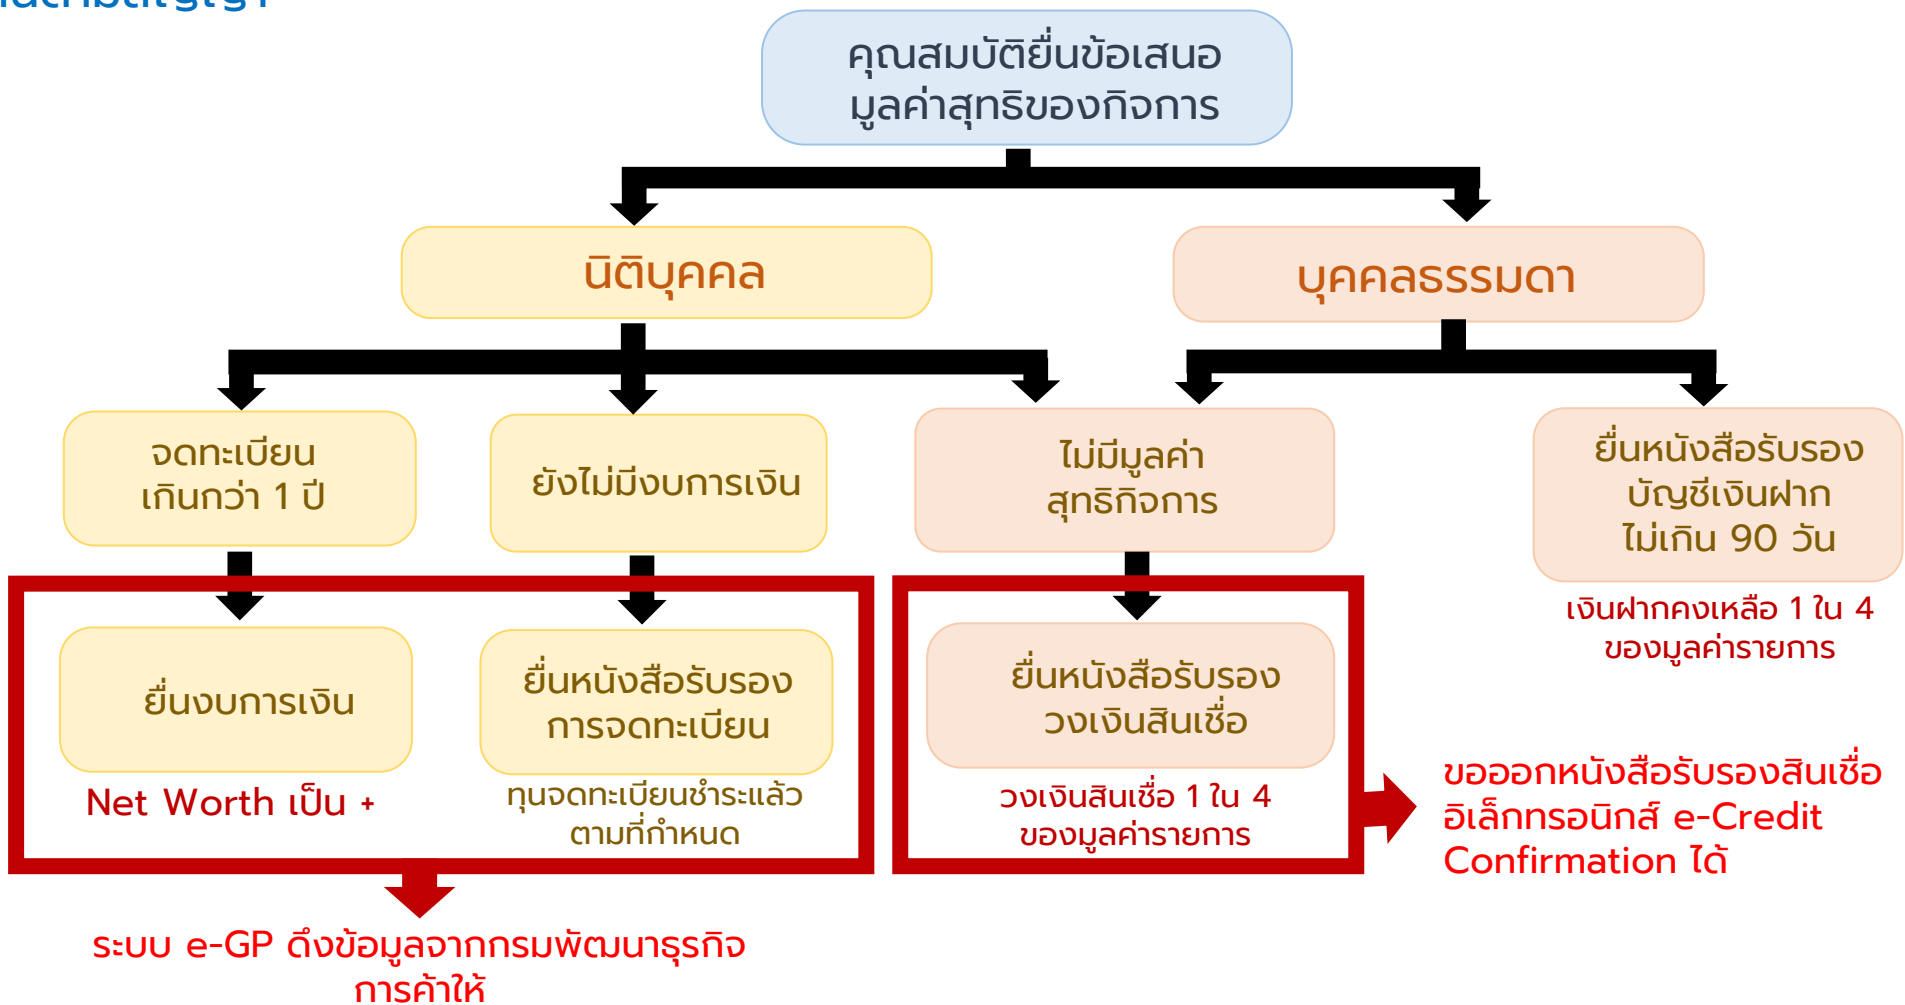 คุณสมบัติยื่นข้อเสนอ
มูลค่าสุทธิของกิจการ
นิติบุคคล
บุคคลธรรมดา
จดทะเบียน
เกินกว่า 1 ปี
ยังไม่มีงบการเงิน
ไม่มีมูลค่า
สุทธิกิจการ
ยื่นหนังสือรับรอง
บัญชีเงินฝาก
ไม่เกิน 90 วัน
เงินฝากคงเหลือ 1 ใน 4
ของมูลค่ารายการ
ยื่นงบการเงิน
Net Worth เป็น +
ยื่นหนังสือรับรอง
การจดทะเบียน
ทุนจดทะเบียนชำระแล้ว
ตามที่กำหนด
ยื่นหนังสือรับรอง
วงเงินสินเชื่อ
วงเงินสินเชื่อ 1 ใน 4
ของมูลค่ารายการ
ขอออกหนังสือรับรองสินเชื่อ
อิเล็กทรอนิกส์ e-Credit
Confirmation ได้
ระบบ e-GP ดึงข้อมูลจากกรมพัฒนาธุรกิจ
การค้าให้